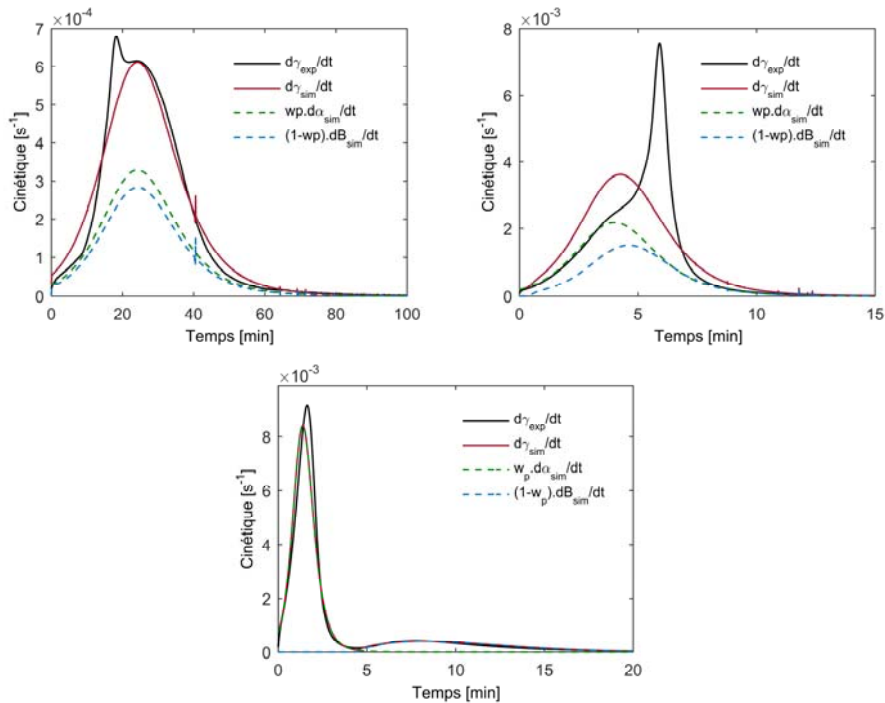 ×10⁻⁴
7
6
5
4
3
2
1
0
Cinétique [s⁻¹]
dγexp/dt
dγsim/dt
wp.dαsim/dt
(1-wp).dBsim/dt
0 20 40 60 80 100
Temps [min]
×10⁻³
8
6
4
2
0
Cinétique [s⁻¹]
dγexp/dt
dγsim/dt
wp.dαsim/dt
(1-wp).dBsim/dt
0 5 10 15
Temps [min]
×10⁻³
8
6
4
2
0
Cinétique [s⁻¹]
dγexp/dt
dγsim/dt
wp.dαsim/dt
(1-wp).dBsim/dt
0 5 10 15 20
Temps [min]